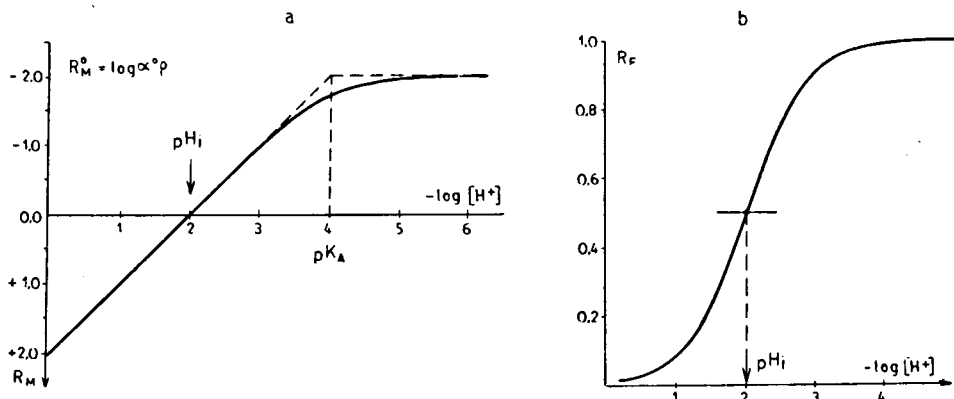 a
R°M = log∝°ρ
- 2.0
- 1.0
0.0
+ 1.0
+2.0
RM
pHi
-log [H+]
1 2 3 4 5 6
pKA
b
RF
1.0
0.8
0.6
0.4
0.2
pHi
-log [H+]
1 2 3 4